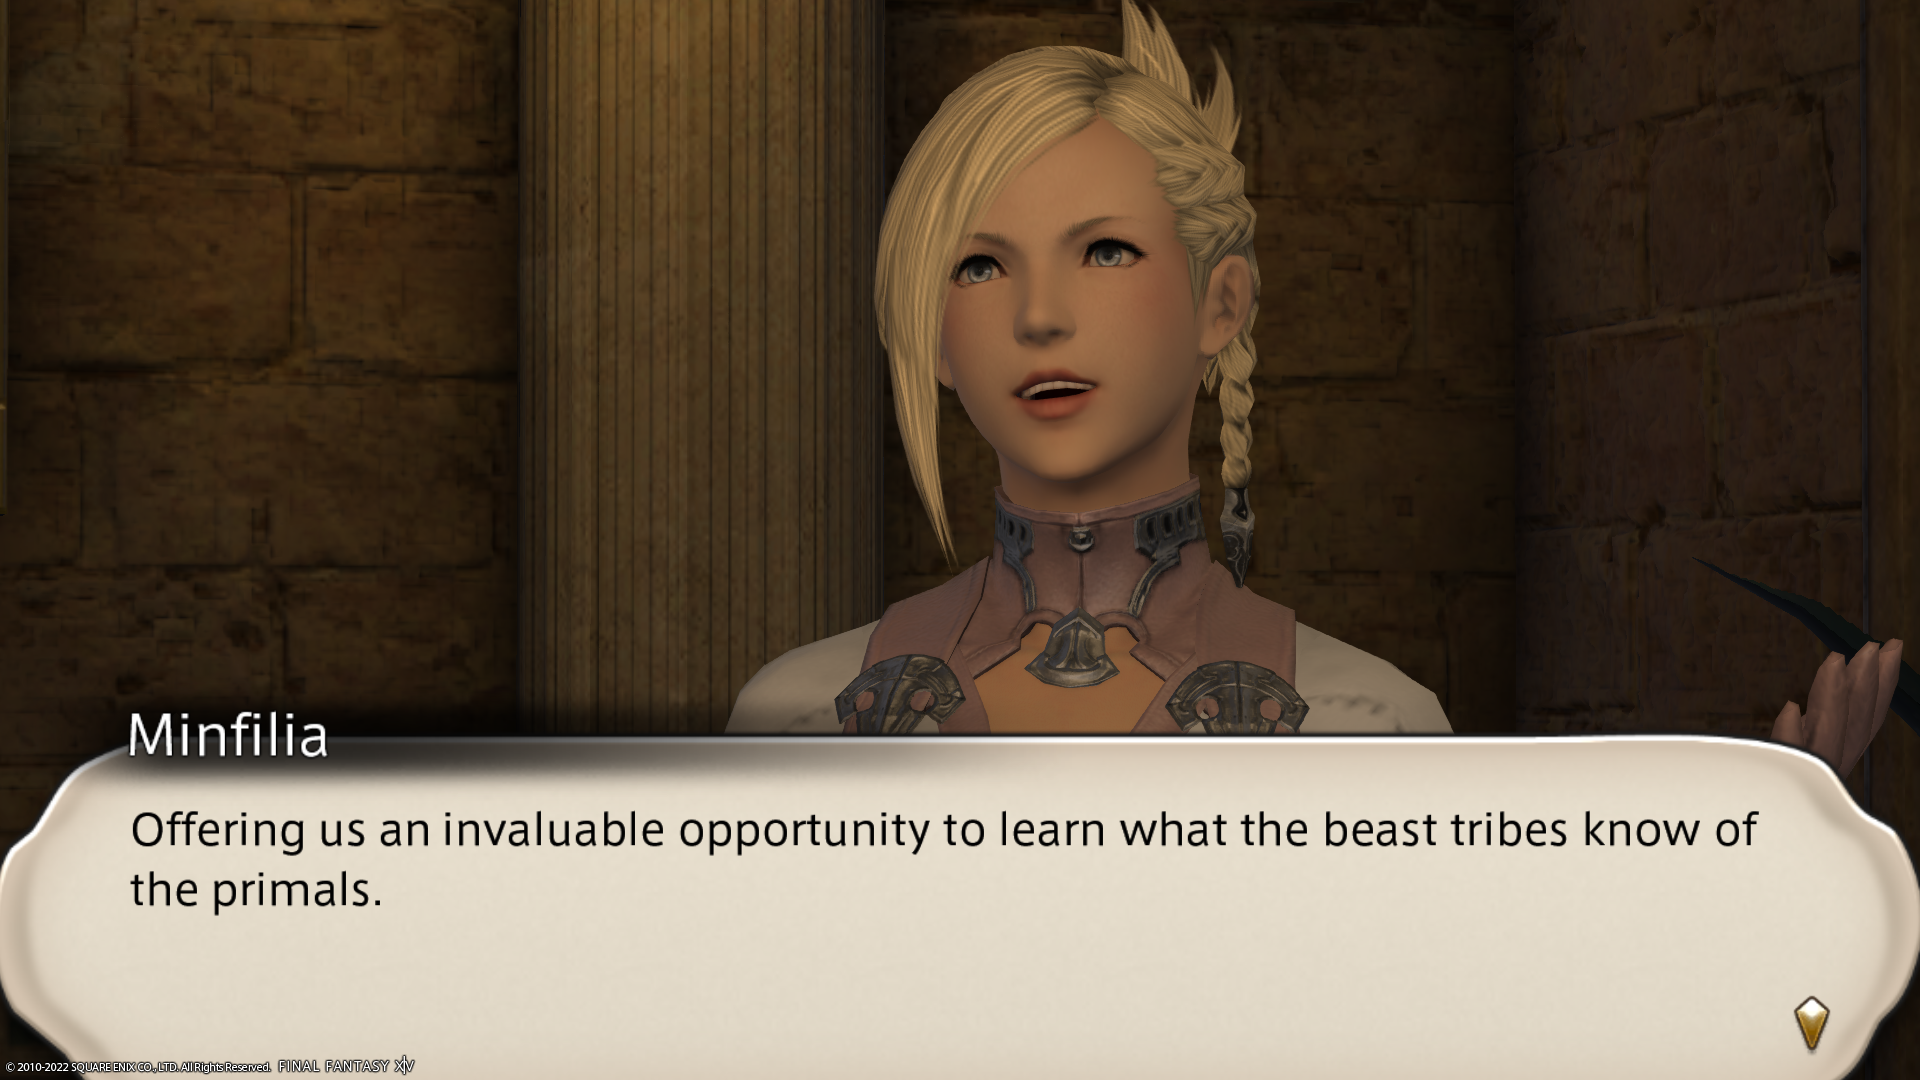 Minfilia
Offering us an invaluable opportunity to learn what the beast tribes know of
the primals.
© 2010-2022 SQUARE ENIX CO., LTD. All Rights Reserved. FINAL FANTASY XIV